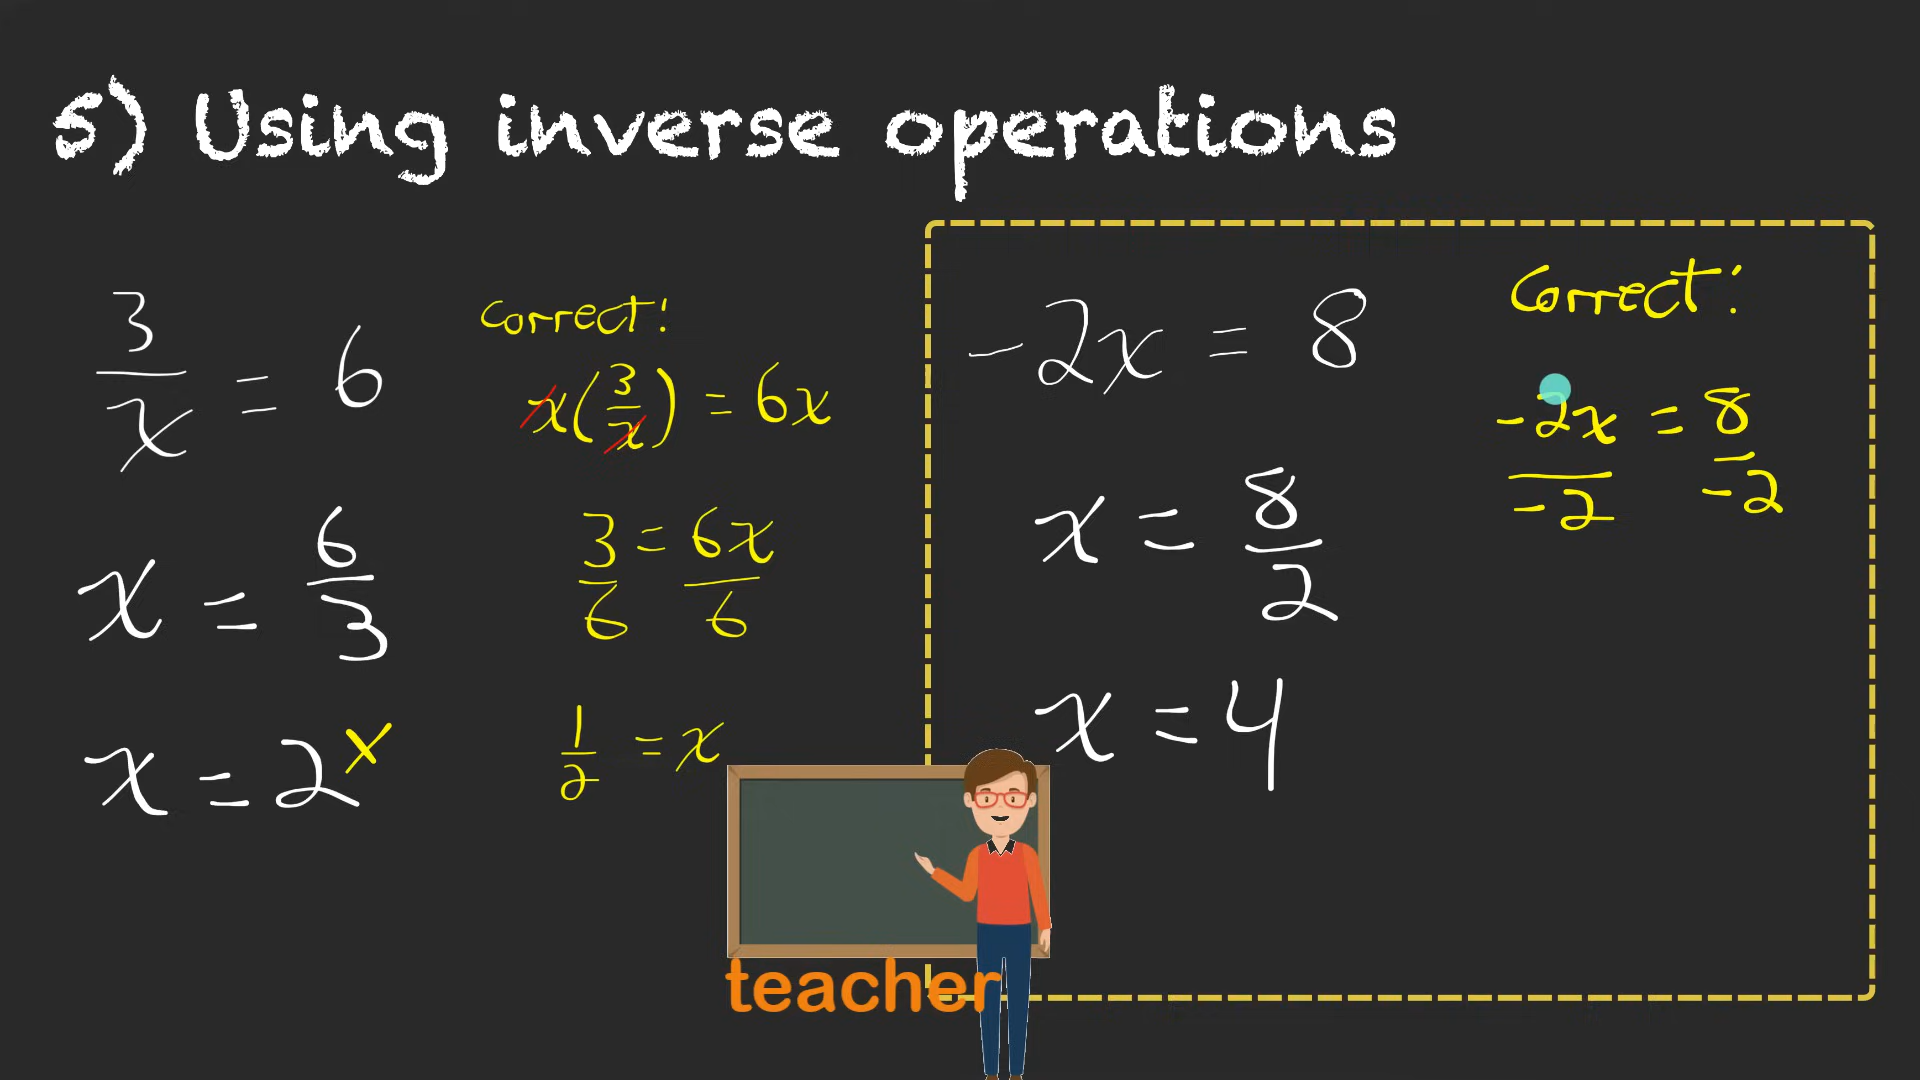 5) Using inverse operations
3/x = 6
x = 6/3
x = 2 x
Correct!
x(3/x) = 6x
3/6 = 6x/6
1/2 = x
-2x = 8
x = 8/2
x = 4
Correct!
-2x/-2 = 8/-2
teacher